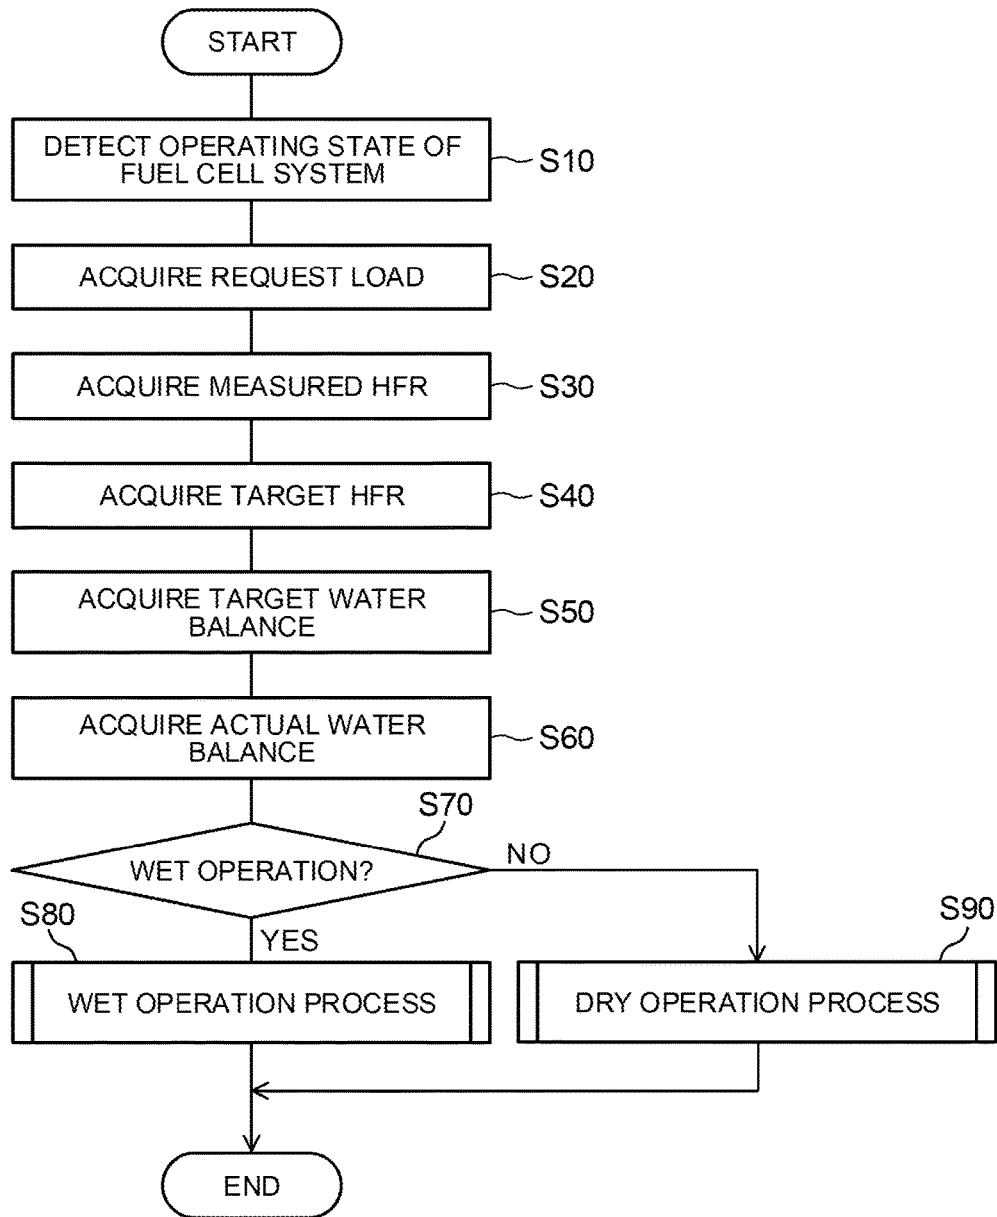 START
DETECT OPERATING STATE OF
FUEL CELL SYSTEM
S10
ACQUIRE REQUEST LOAD
S20
ACQUIRE MEASURED HFR
S30
ACQUIRE TARGET HFR
S40
ACQUIRE TARGET WATER
BALANCE
S50
ACQUIRE ACTUAL WATER
BALANCE
S60
S70
WET OPERATION?
NO
YES
S80
WET OPERATION PROCESS
S90
DRY OPERATION PROCESS
END